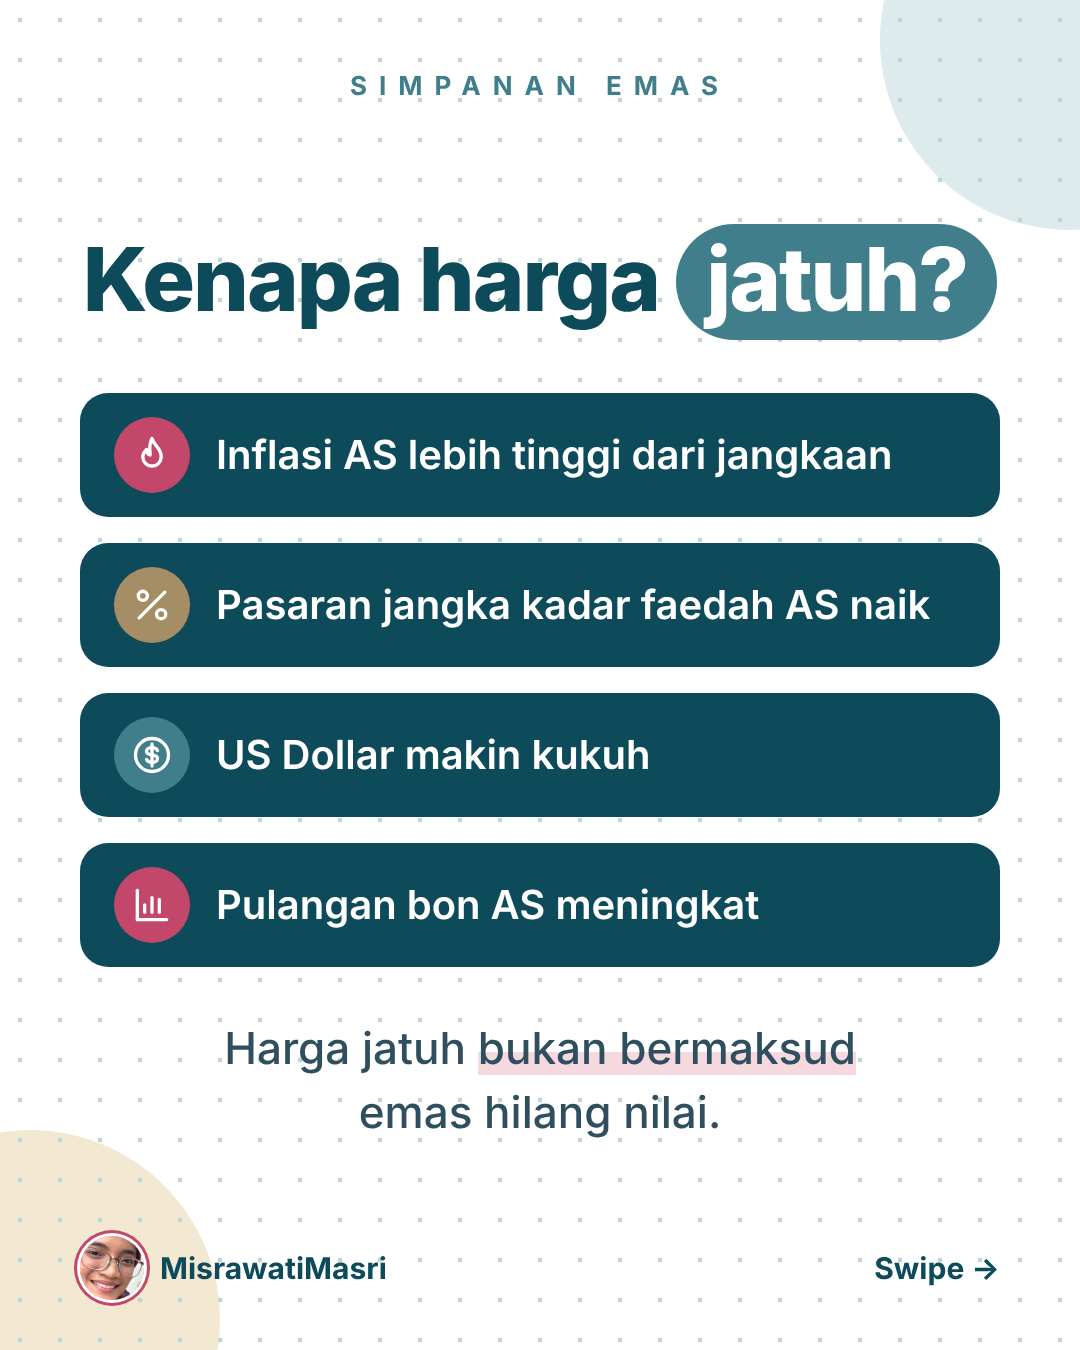 SIMPANAN EMAS
Kenapa harga jatuh?
Inflasi AS lebih tinggi dari jangkaan
Pasaran jangka kadar faedah AS naik
US Dollar makin kukuh
Pulangan bon AS meningkat
Harga jatuh bukan bermaksud
emas hilang nilai.
MisrawatiMasri
Swipe →